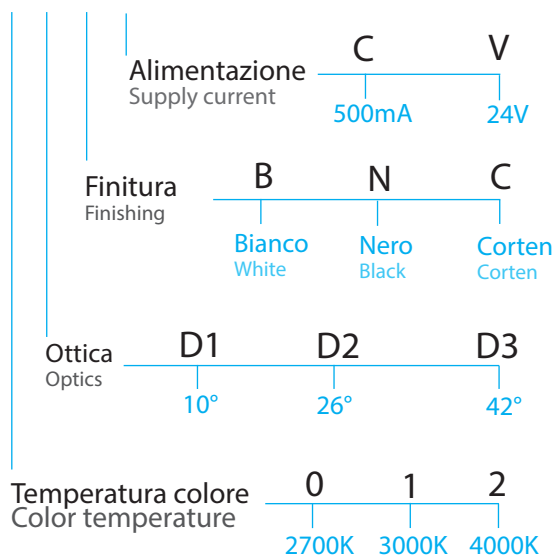 C V
Alimentazione
Supply current
500mA 24V
B N C
Finitura
Finishing
Bianco Nero Corten
White Black Corten
D1 D2 D3
Ottica
Optics
10° 26° 42°
0 1 2
Temperatura colore
Color temperature
2700K 3000K 4000K